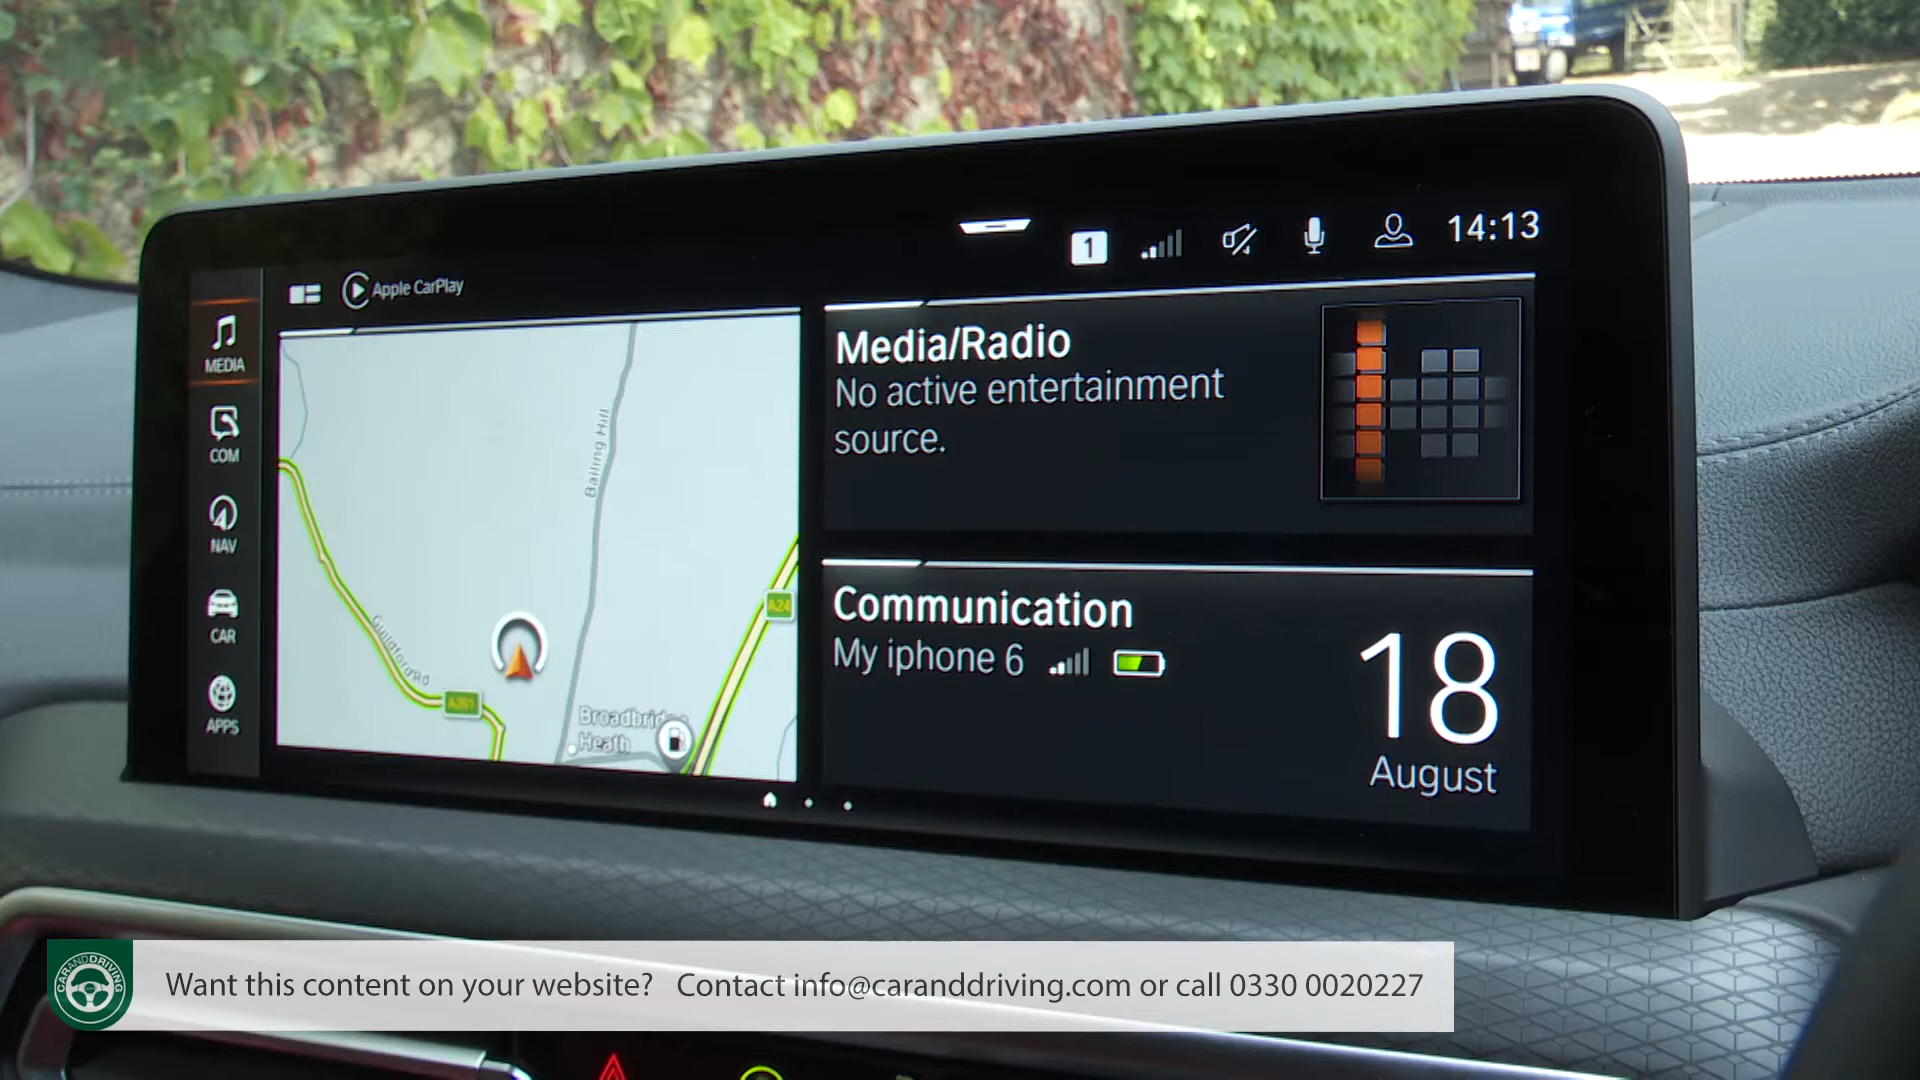 1
14:13
Apple CarPlay
MEDIA
COM
NAV
CAR
APPS
Guildford Rd
A24
Broadbridge
Heath
Media/Radio
No active entertainment
source.
Communication
My iphone 6
18
August
CARANDDRIVING
Want this content on your website? Contact info@caranddriving.com or call 0330 0020227